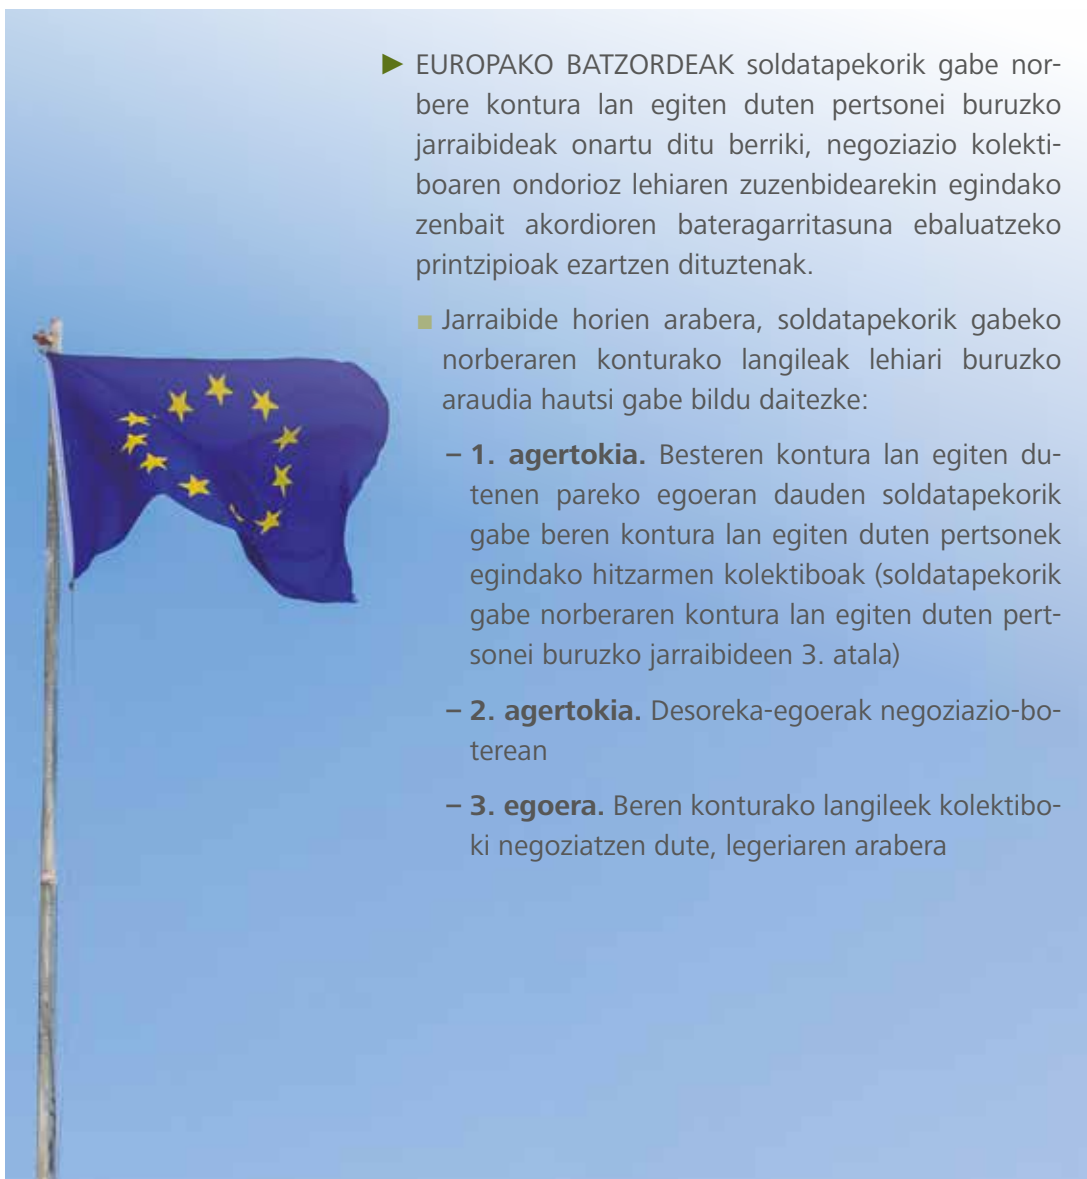 ► EUROPAKO BATZORDEAK soldatapekorik gabe nor-
bere kontura lan egiten duten pertsonei buruzko
jarraibideak onartu ditu berriki, negoziazio kolekti-
boaren ondorioz lehiaren zuzenbidearekin egindako
zenbait akordioren bateragarritasuna ebaluatzeko
printzipioak ezartzen dituztenak.
■ Jarraibide horien arabera, soldatapekorik gabeko
norberaren konturako langileak lehiari buruzko
araudia hautsi gabe bildu daitezke:
– 1. agertokia. Besteren kontura lan egiten du-
tenen pareko egoeran dauden soldatapekorik
gabe beren kontura lan egiten duten pertsonek
egindako hitzarmen kolektiboak (soldatapekorik
gabe norberaren kontura lan egiten duten pert-
sonei buruzko jarraibideen 3. atala)
– 2. agertokia. Desoreka-egoerak negoziazio-bo-
terean
– 3. egoera. Beren konturako langileek kolektibo-
ki negoziatzen dute, legeriaren arabera